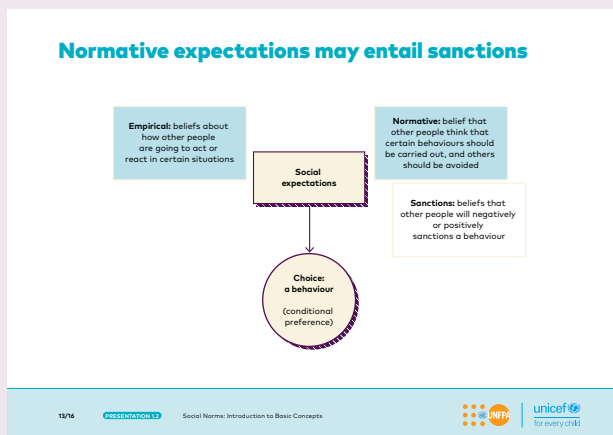 Normative expectations may entail sanctions
Empirical: beliefs about
how other people
are going to act or
react in certain situations
Normative: belief that
other people think that
certain behaviours should
be carried out, and others
should be avoided
Social
expectations
Sanctions: beliefs that
other people will negatively
or positively
sanctions a behaviour
Choice:
a behaviour
(conditional
preference)
13/16
PRESENTATION 1.2
Social Norms: Introduction to Basic Concepts
UNFPA
unicef
for every child